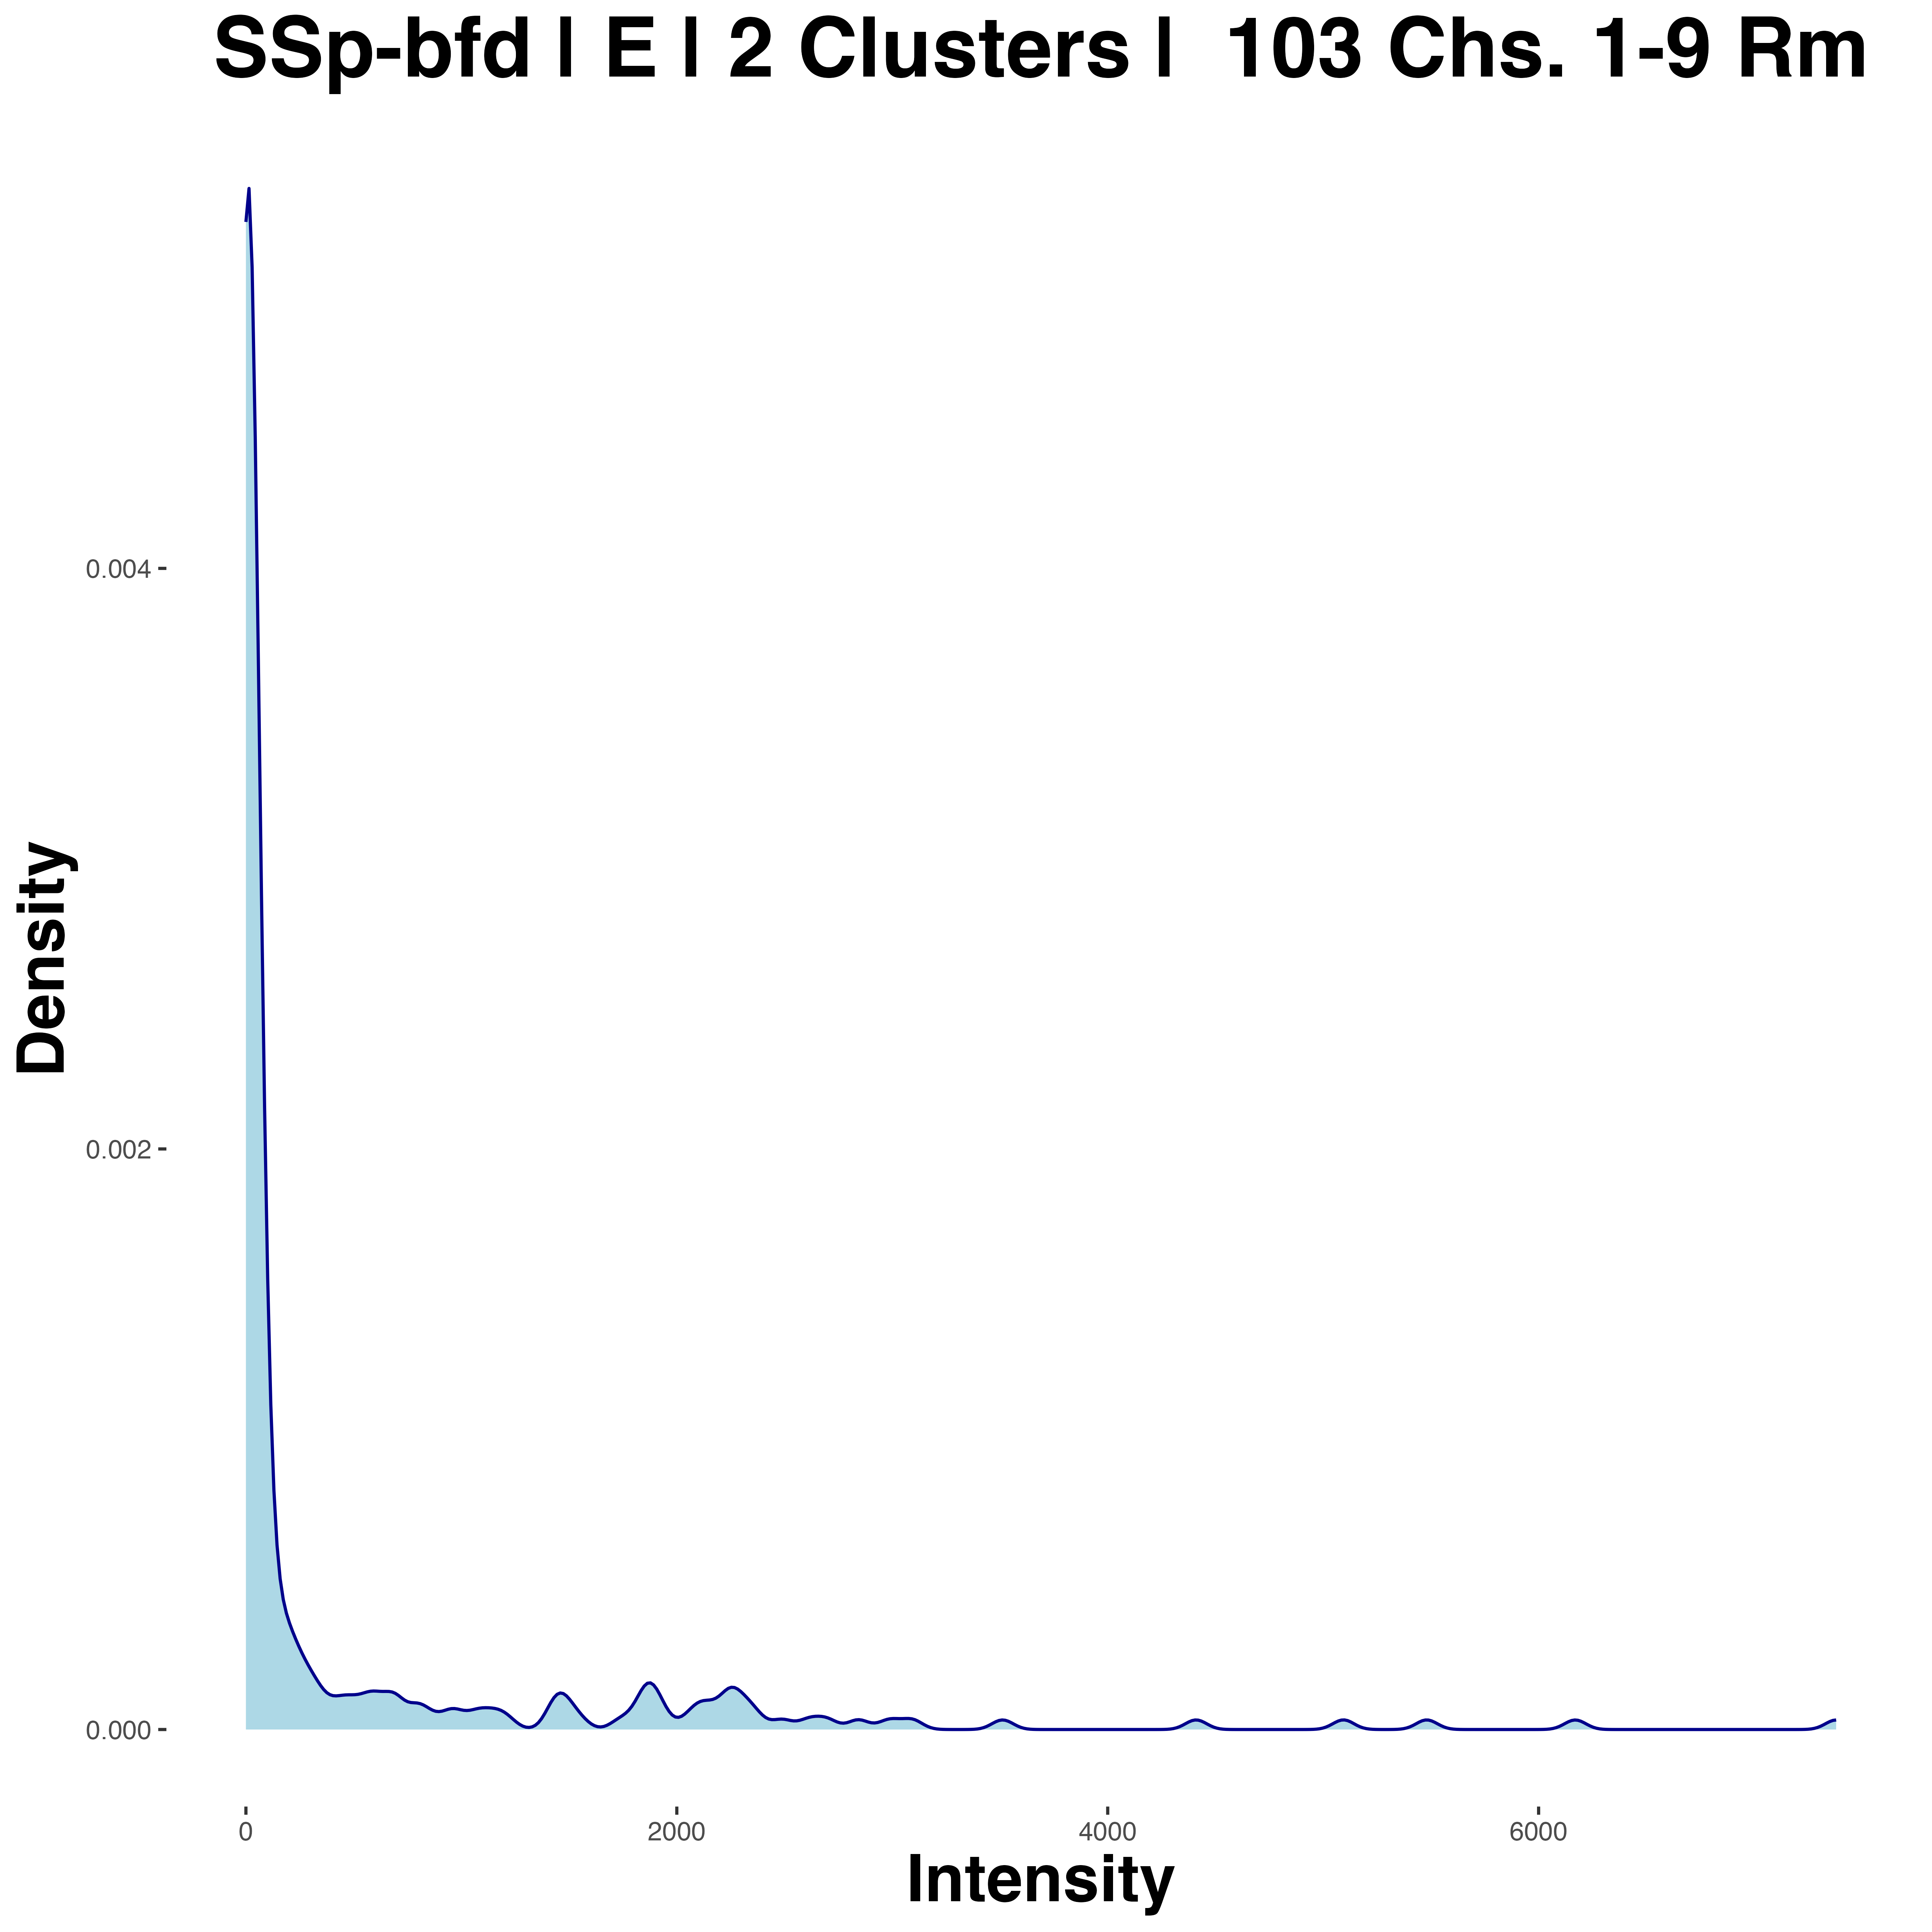 SSp-bfd | E | 2 Clusters | 103 Chs. 1-9 Rm
Density
0.004
0.002
0.000
0 2000 4000 6000
Intensity